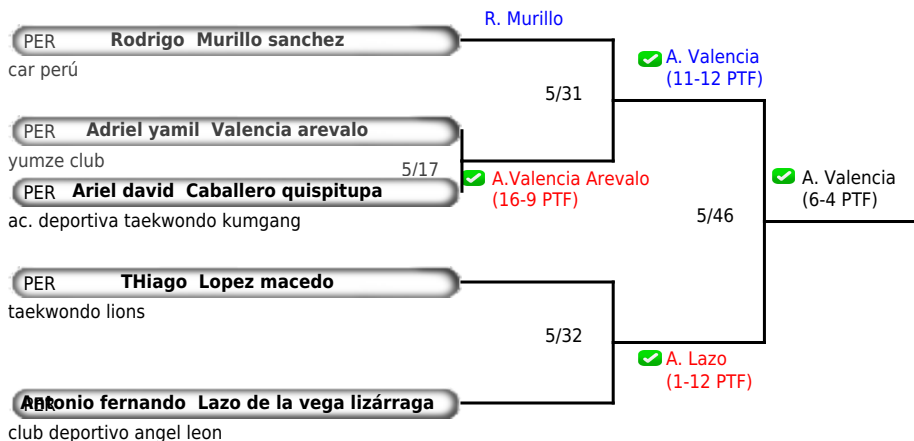 R. Murillo
PER Rodrigo Murillo sanchez
car perú
A. Valencia
(11-12 PTF)
5/31
PER Adriel yamil Valencia arevalo
yumze club
5/17
A.Valencia Arevalo
(16-9 PTF)
A. Valencia
(6-4 PTF)
PER Ariel david Caballero quispitupa
ac. deportiva taekwondo kumgang
5/46
PER THiago Lopez macedo
taekwondo lions
5/32
A. Lazo
(1-12 PTF)
PER Antonio fernando Lazo de la vega lizárraga
club deportivo angel leon